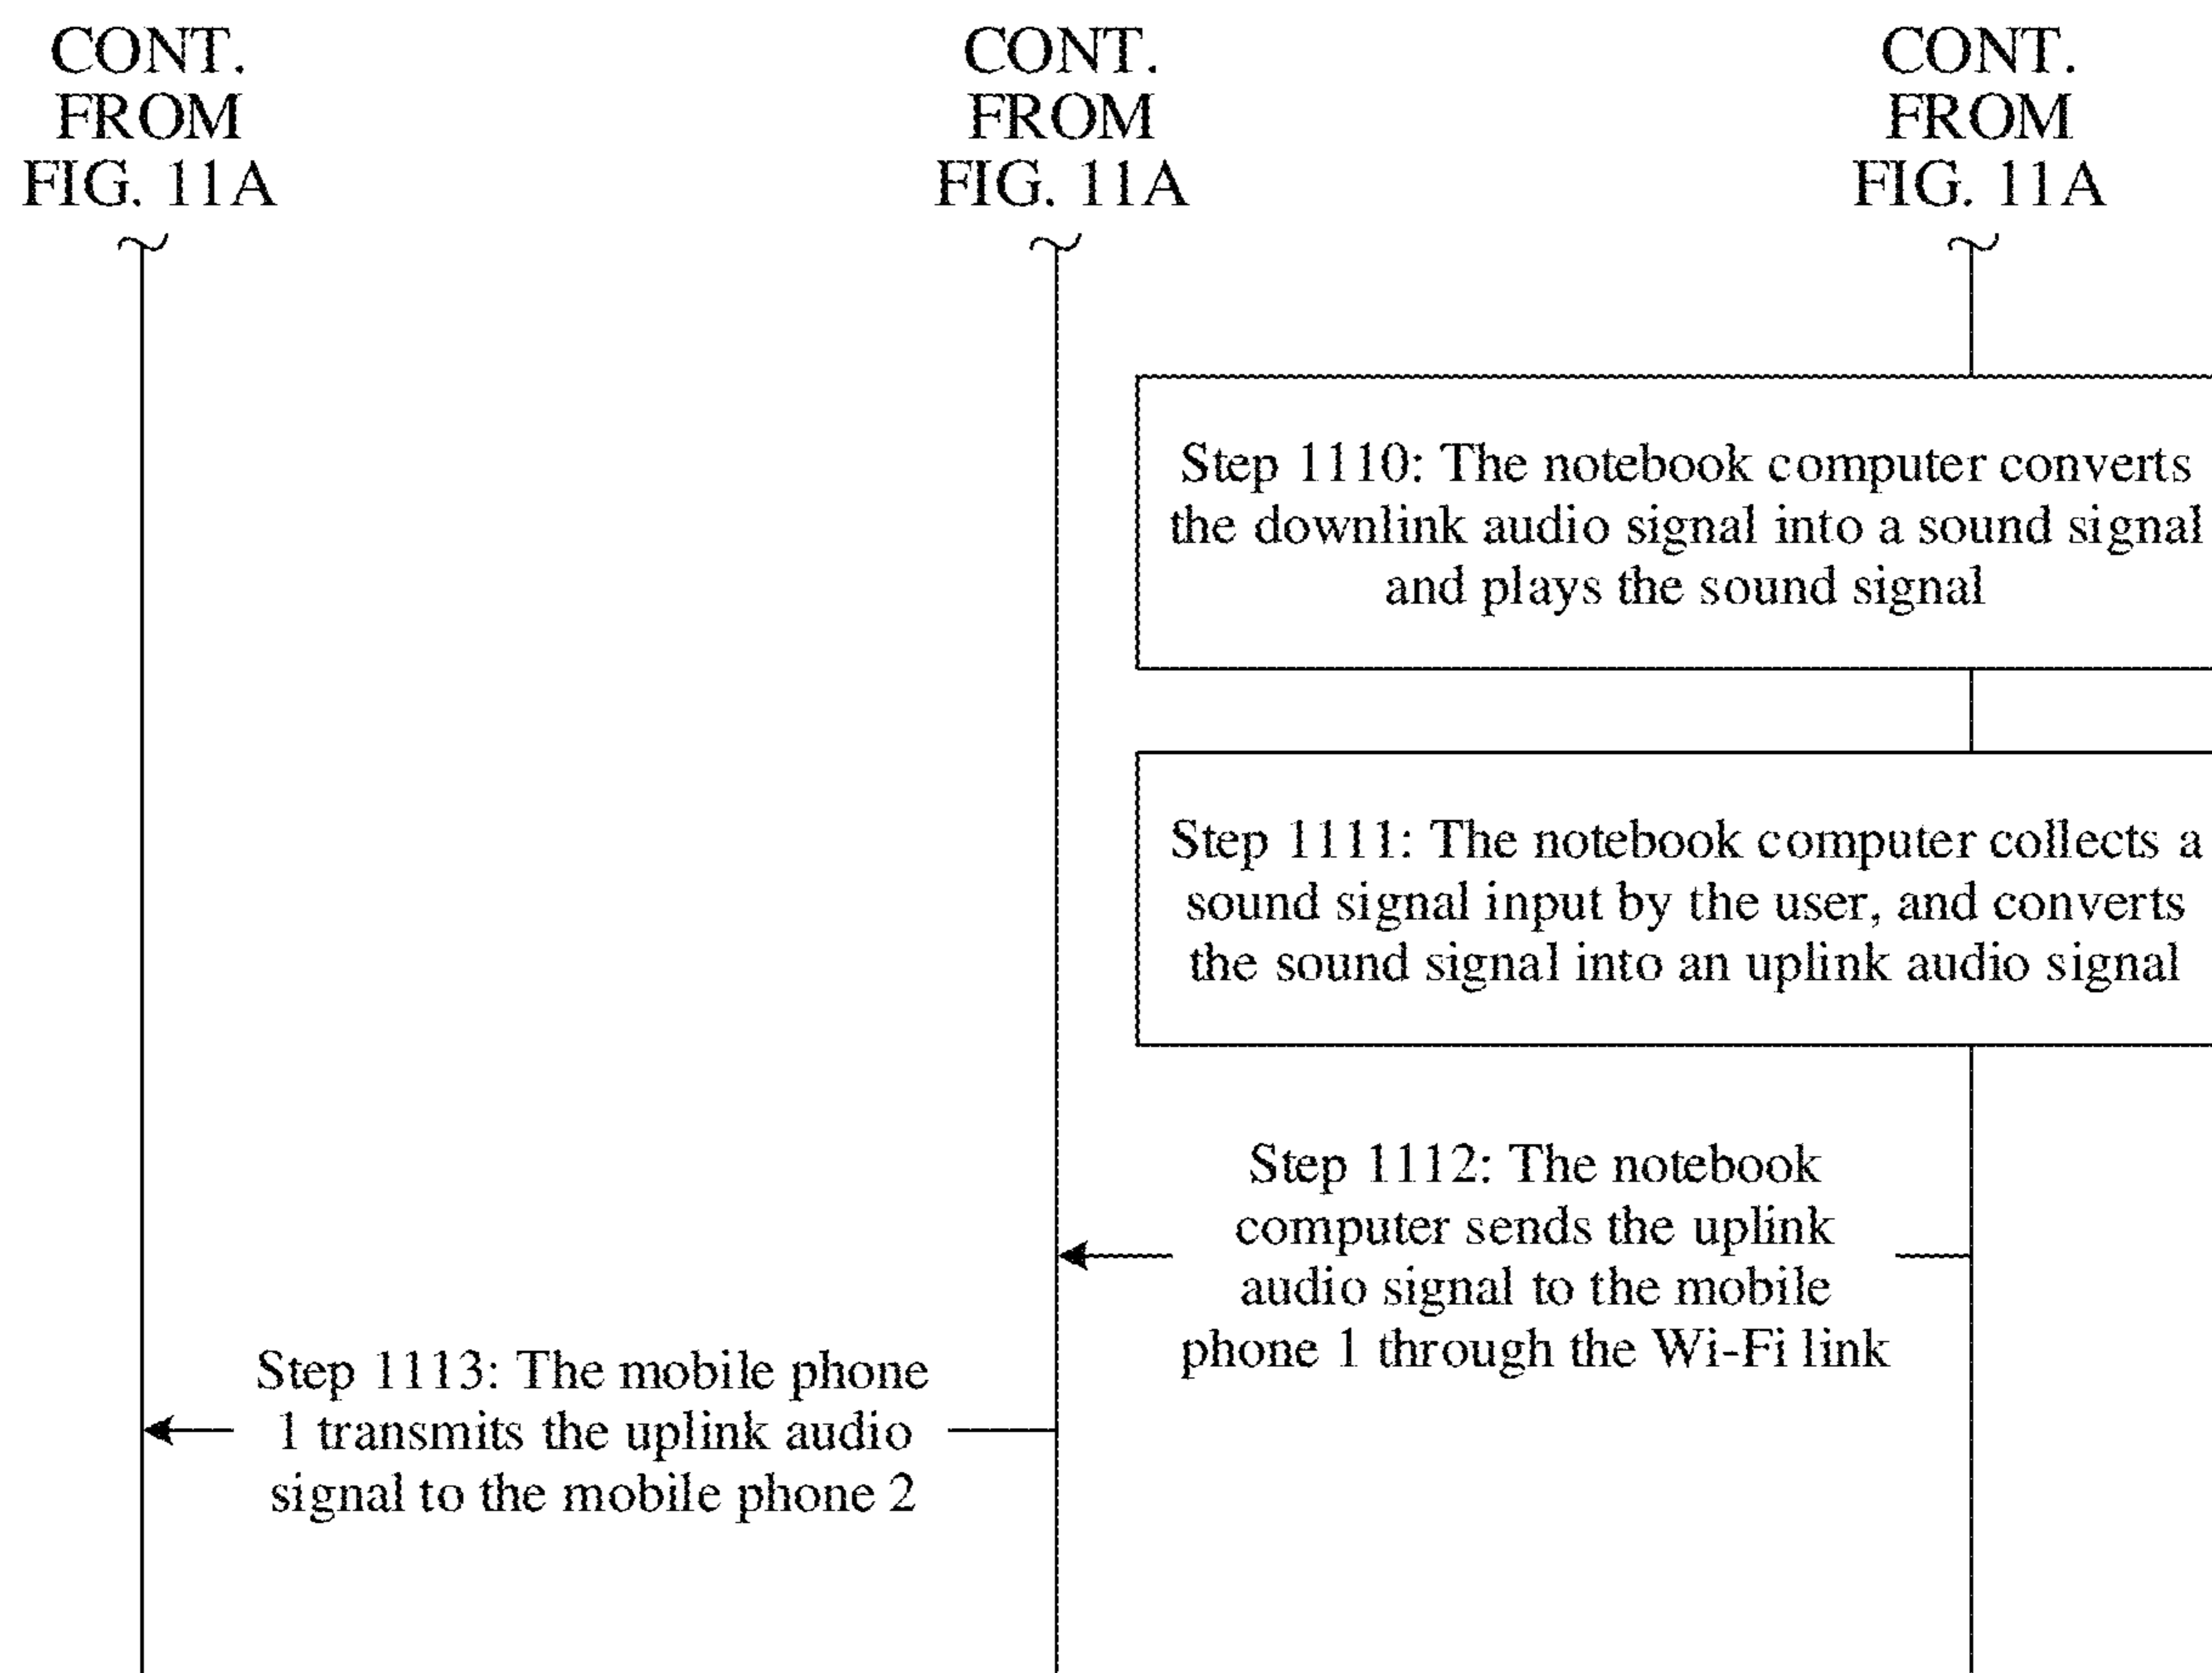 CONT.
FROM
FIG. 11A
CONT.
FROM
FIG. 11A
CONT.
FROM
FIG. 11A
Step 1110: The notebook computer converts
the downlink audio signal into a sound signal
and plays the sound signal
Step 1111: The notebook computer collects a
sound signal input by the user, and converts
the sound signal into an uplink audio signal
Step 1112: The notebook
computer sends the uplink
audio signal to the mobile
phone 1 through the Wi-Fi link
Step 1113: The mobile phone
1 transmits the uplink audio
signal to the mobile phone 2